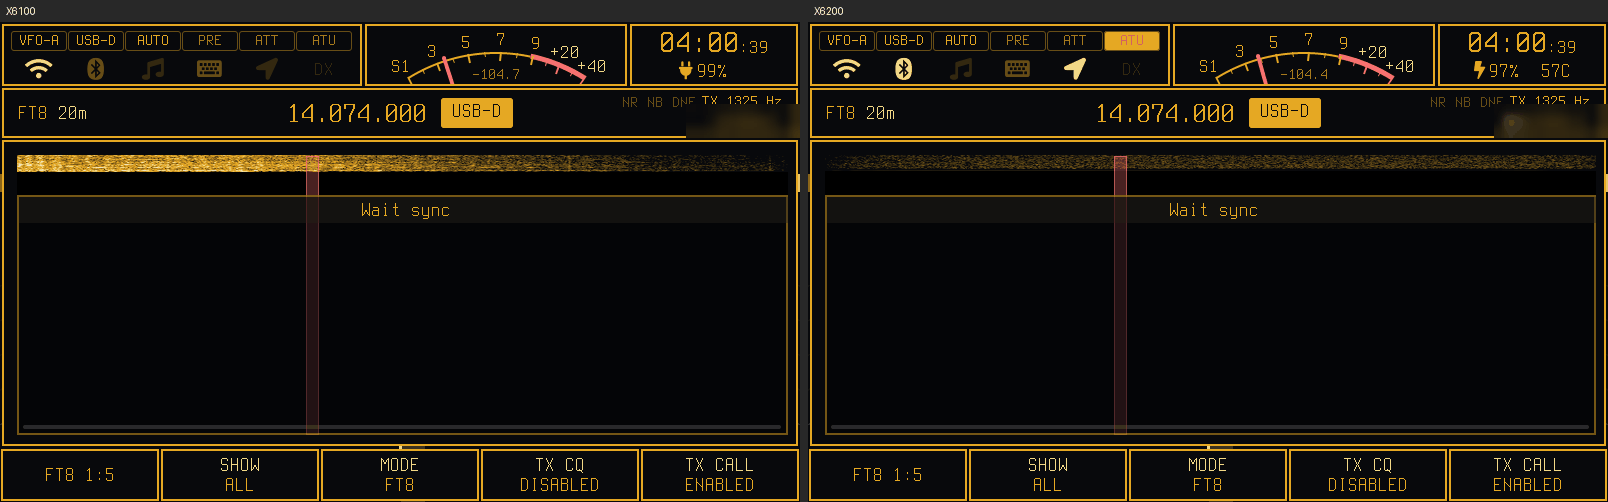 X6100
VFO-A USB-D AUTO PRE ATT ATU
DX
S1 3 5 7 9 +20 +40
-104.7
04:00:39
99%
FT8 20m
14.074.000
USB-D
NR NB DNF TX 1325 Hz
Wait sync
FT8 1:5
SHOW
ALL
MODE
FT8
TX CQ
DISABLED
TX CALL
ENABLED
X6200
VFO-A USB-D AUTO PRE ATT ATU
DX
S1 3 5 7 9 +20 +40
-104.4
04:00:39
97% 57C
FT8 20m
14.074.000
USB-D
NR NB DNF TX 1325 Hz
Wait sync
FT8 1:5
SHOW
ALL
MODE
FT8
TX CQ
DISABLED
TX CALL
ENABLED